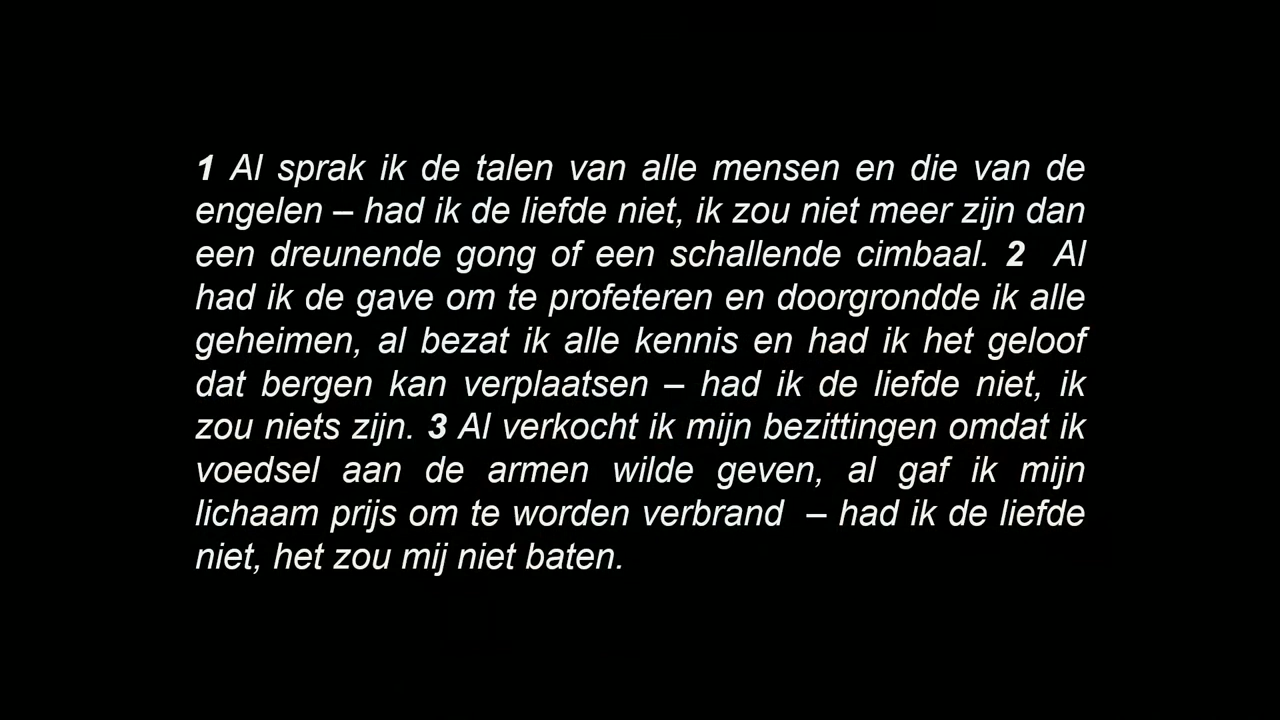 1 Al sprak ik de talen van alle mensen en die van de
engelen – had ik de liefde niet, ik zou niet meer zijn dan
een dreunende gong of een schallende cimbaal. 2 Al
had ik de gave om te profeteren en doorgrondde ik alle
geheimen, al bezat ik alle kennis en had ik het geloof
dat bergen kan verplaatsen – had ik de liefde niet, ik
zou niets zijn. 3 Al verkocht ik mijn bezittingen omdat ik
voedsel aan de armen wilde geven, al gaf ik mijn
lichaam prijs om te worden verbrand – had ik de liefde
niet, het zou mij niet baten.